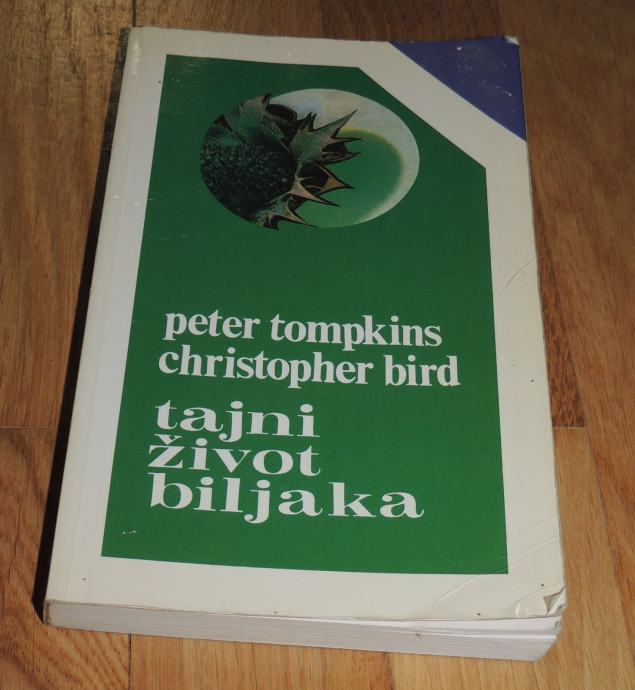 peter tompkins
christopher bird
tajni
život
biljaka